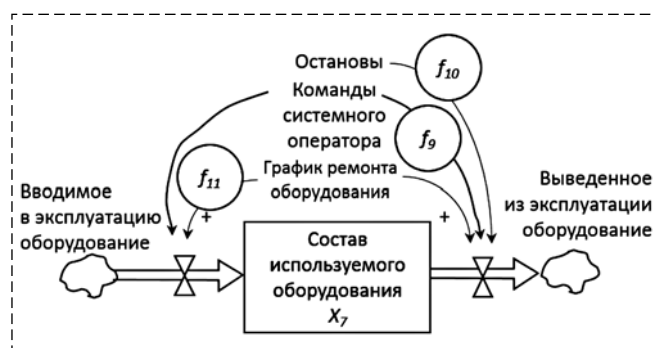 Остановы
f10
Команды
системного
оператора
f9
График ремонта
оборудования
f11
+
+
Вводимое
в эксплуатацию
оборудование
Состав
используемого
оборудования
X7
Выведенное
из эксплуатации
оборудование